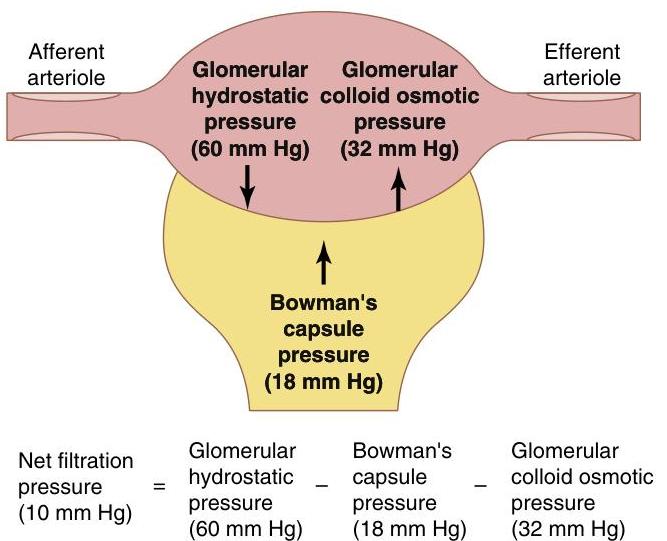 Afferent
arteriole
Efferent
arteriole
Glomerular
hydrostatic
pressure
(60 mm Hg)
Glomerular
colloid osmotic
pressure
(32 mm Hg)
Bowman's
capsule
pressure
(18 mm Hg)
Net filtration
pressure
(10 mm Hg)
=
Glomerular
hydrostatic
pressure
(60 mm Hg)
–
Bowman's
capsule
pressure
(18 mm Hg)
–
Glomerular
colloid osmotic
pressure
(32 mm Hg)